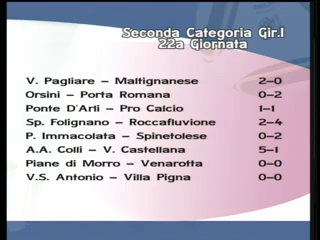 Seconda Categoria Gir.I
22a Giornata
V. Pagliare – Maltignanese 2–0
Orsini – Porta Romana 0–2
Ponte D'Arli – Pro Calcio 1–1
Sp. Folignano – Roccafluvione 2–4
P. Immacolata – Spinetolese 0–2
A.A. Colli – V. Castellana 5–1
Piane di Morro – Venarotta 0–0
V.S. Antonio – Villa Pigna 0–0